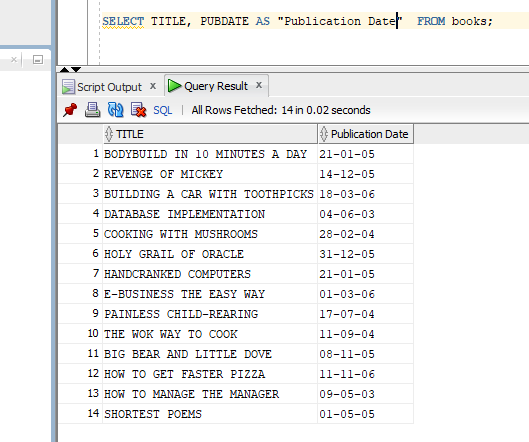 SELECT TITLE, PUBDATE AS "Publication Date"  FROM books;
Script Output x Query Result x
SQL | All Rows Fetched: 14 in 0.02 seconds
TITLE Publication Date
1 BODYBUILD IN 10 MINUTES A DAY 21-01-05
2 REVENGE OF MICKEY 14-12-05
3 BUILDING A CAR WITH TOOTHPICKS 18-03-06
4 DATABASE IMPLEMENTATION 04-06-03
5 COOKING WITH MUSHROOMS 28-02-04
6 HOLY GRAIL OF ORACLE 31-12-05
7 HANDCRANKED COMPUTERS 21-01-05
8 E-BUSINESS THE EASY WAY 01-03-06
9 PAINLESS CHILD-REARING 17-07-04
10 THE WOK WAY TO COOK 11-09-04
11 BIG BEAR AND LITTLE DOVE 08-11-05
12 HOW TO GET FASTER PIZZA 11-11-06
13 HOW TO MANAGE THE MANAGER 09-05-03
14 SHORTEST POEMS 01-05-05